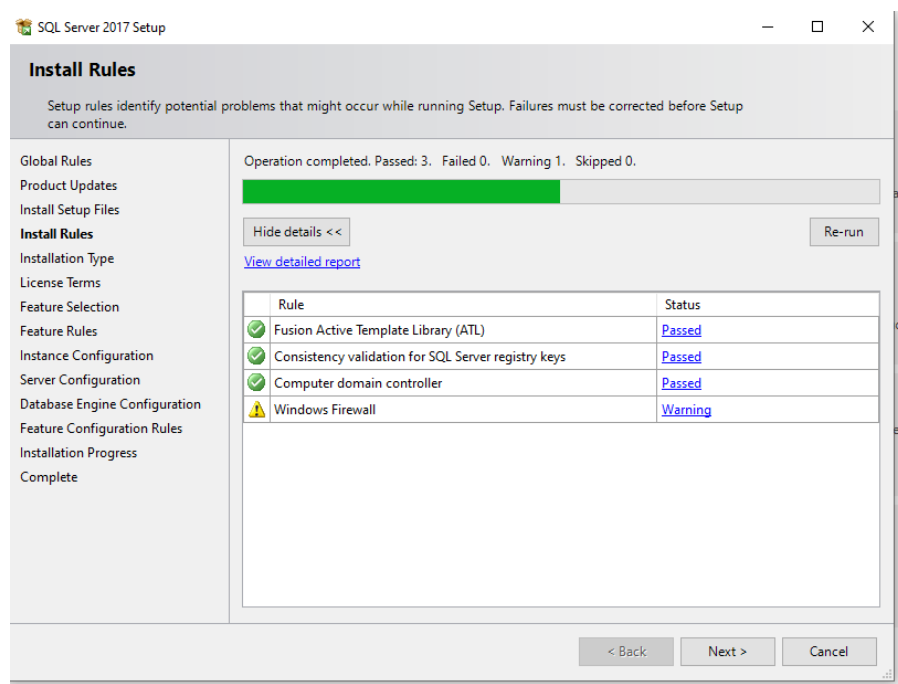 SQL Server 2017 Setup
Install Rules
Setup rules identify potential problems that might occur while running Setup. Failures must be corrected before Setup
can continue.
Global Rules
Product Updates
Install Setup Files
Install Rules
Installation Type
License Terms
Feature Selection
Feature Rules
Instance Configuration
Server Configuration
Database Engine Configuration
Feature Configuration Rules
Installation Progress
Complete
Operation completed. Passed: 3. Failed 0. Warning 1. Skipped 0.
Hide details <<
Re-run
View detailed report
Rule Status
Fusion Active Template Library (ATL) Passed
Consistency validation for SQL Server registry keys Passed
Computer domain controller Passed
Windows Firewall Warning
< Back Next > Cancel